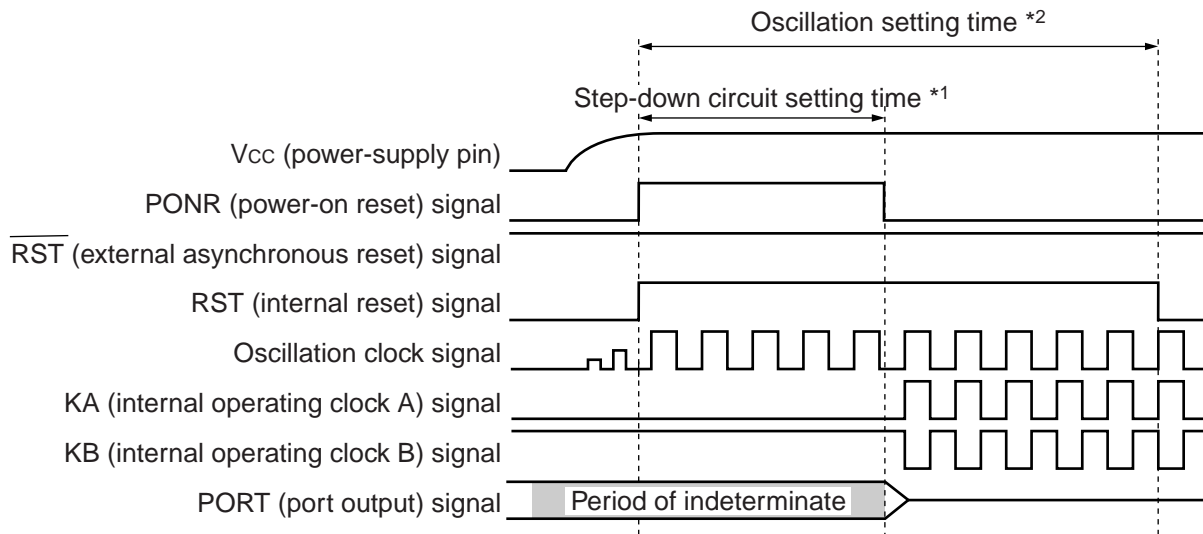 Oscillation setting time *2
Step-down circuit setting time *1
Vcc (power-supply pin)
PONR (power-on reset) signal
RST (external asynchronous reset) signal
RST (internal reset) signal
Oscillation clock signal
KA (internal operating clock A) signal
KB (internal operating clock B) signal
PORT (port output) signal
Period of indeterminate